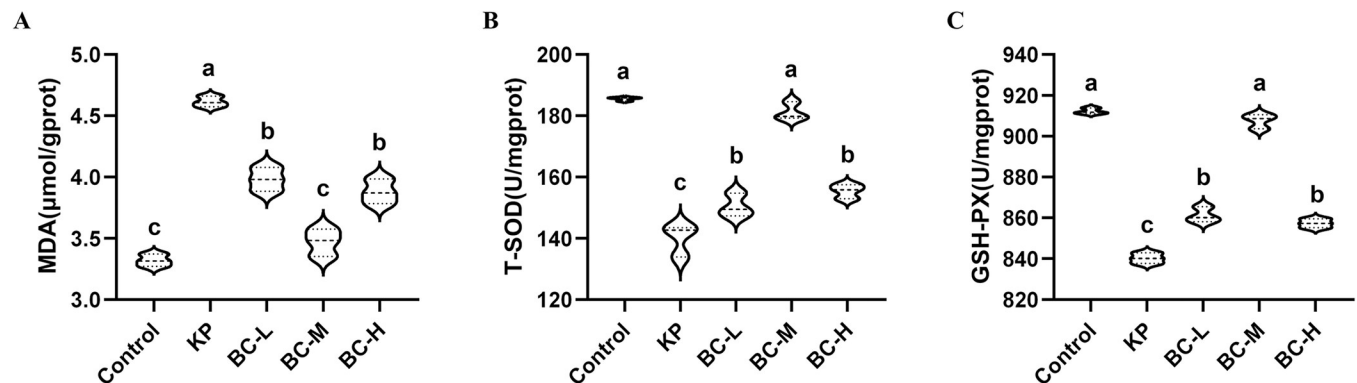 A
MDA(μmol/gprot)
5.0
4.5
4.0
3.5
3.0
c
a
b
c
b
Control
KP
BC-L
BC-M
BC-H
B
T-SOD(U/mgprot)
200
180
160
140
120
a
c
b
a
b
Control
KP
BC-L
BC-M
BC-H
C
GSH-PX(U/mgprot)
940
920
900
880
860
840
820
a
c
b
a
b
Control
KP
BC-L
BC-M
BC-H